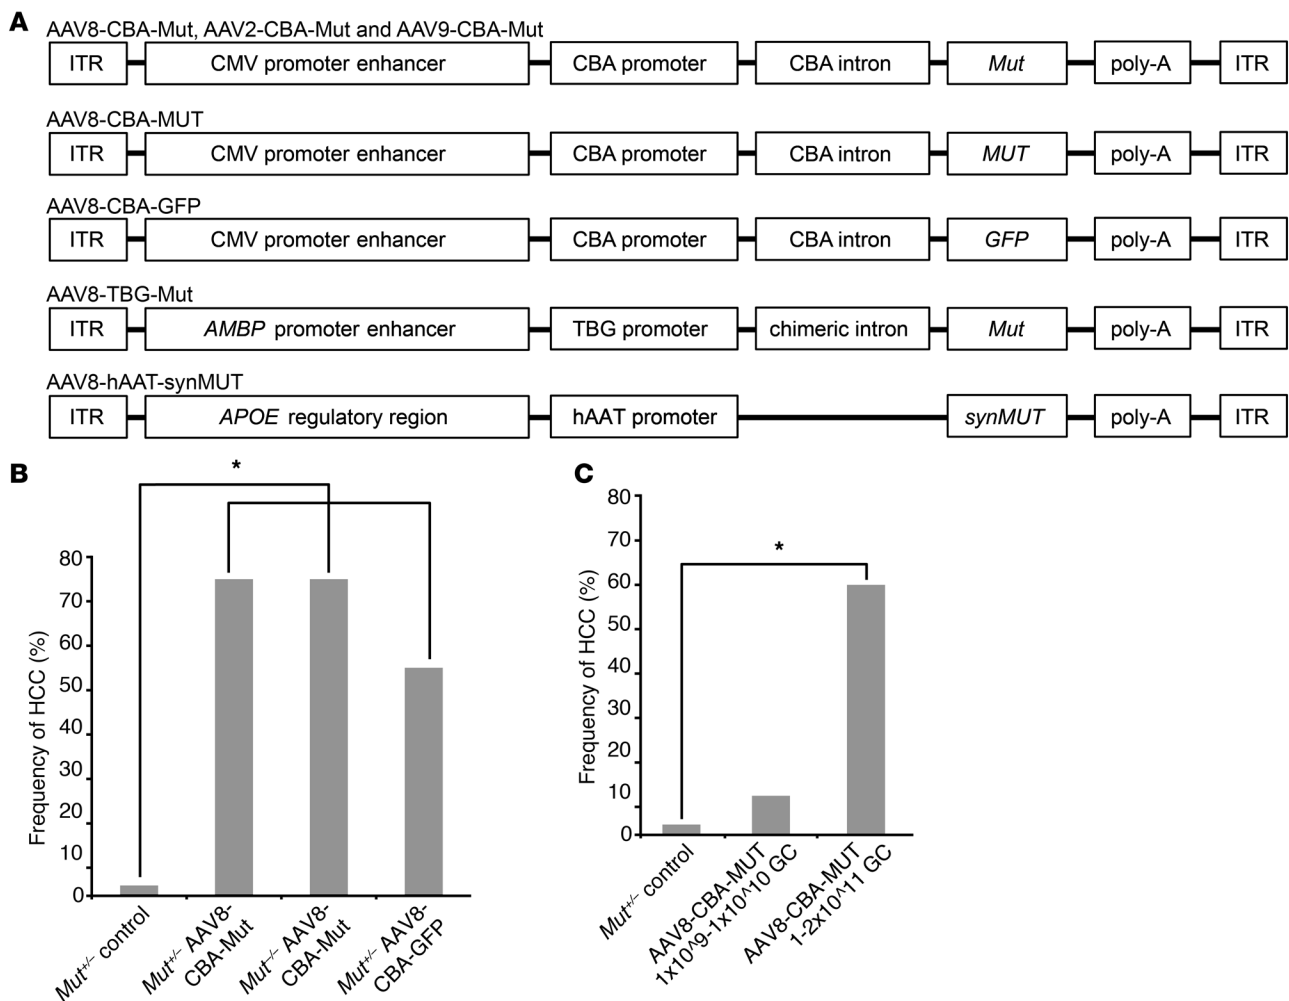 A
AAV8-CBA-Mut, AAV2-CBA-Mut and AAV9-CBA-Mut
ITR CMV promoter enhancer CBA promoter CBA intron Mut poly-A ITR
AAV8-CBA-MUT
ITR CMV promoter enhancer CBA promoter CBA intron MUT poly-A ITR
AAV8-CBA-GFP
ITR CMV promoter enhancer CBA promoter CBA intron GFP poly-A ITR
AAV8-TBG-Mut
ITR AMBP promoter enhancer TBG promoter chimeric intron Mut poly-A ITR
AAV8-hAAT-synMUT
ITR APOE regulatory region hAAT promoter synMUT poly-A ITR
B
*
Frequency of HCC (%)
80
70
60
50
40
30
20
10
0
Mut+/– control
Mut+/– AAV8-
CBA-Mut
Mut–/– AAV8-
CBA-Mut
Mut+/– AAV8-
CBA-GFP
C
*
Frequency of HCC (%)
80
70
60
50
40
30
20
10
0
Mut+/– control
AAV8-CBA-MUT
1x10^9-1x10^10 GC
AAV8-CBA-MUT
1-2x10^11 GC